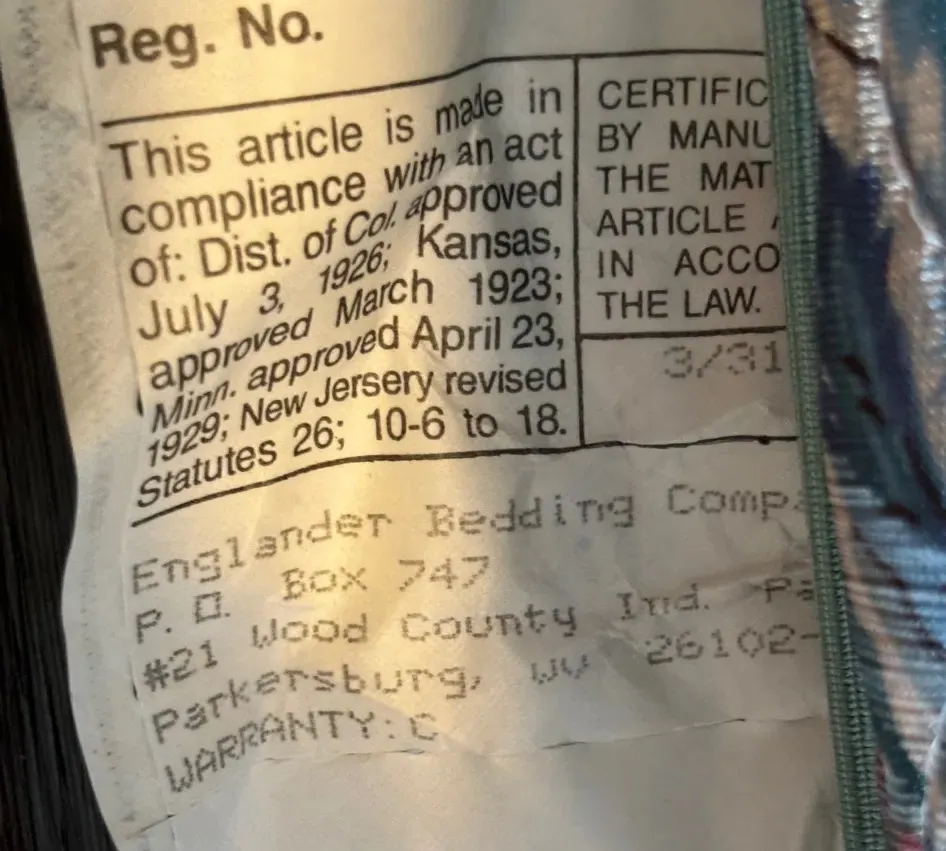 Reg. No.
This article is made in
compliance with an act
of: Dist. of Col. approved
July 3, 1926; Kansas,
approved March 1923;
Minn. approved April 23,
1929; New Jersery revised
Statutes 26; 10-6 to 18.
CERTIFIC
BY MANU
THE MAT
ARTICLE
IN ACCO
THE LAW.
3/31
Englander Bedding Comp
P. O. Box 747
#21 Wood County Ind. Pa
Parkersburg, WV 26102-
WARRANTY: C